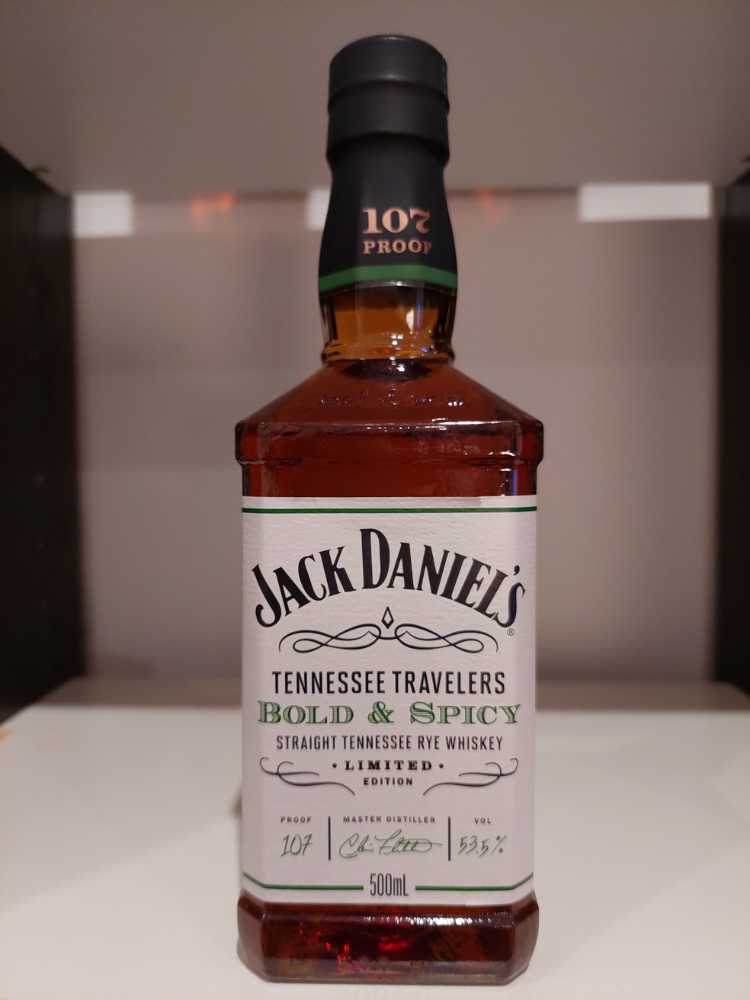 107
PROOF
JACK DANIEL'S
®
TENNESSEE TRAVELERS
BOLD & SPICY
STRAIGHT TENNESSEE RYE WHISKEY
• LIMITED •
EDITION
PROOF
107
MASTER DISTILLER
VOL
53.5%
500mL